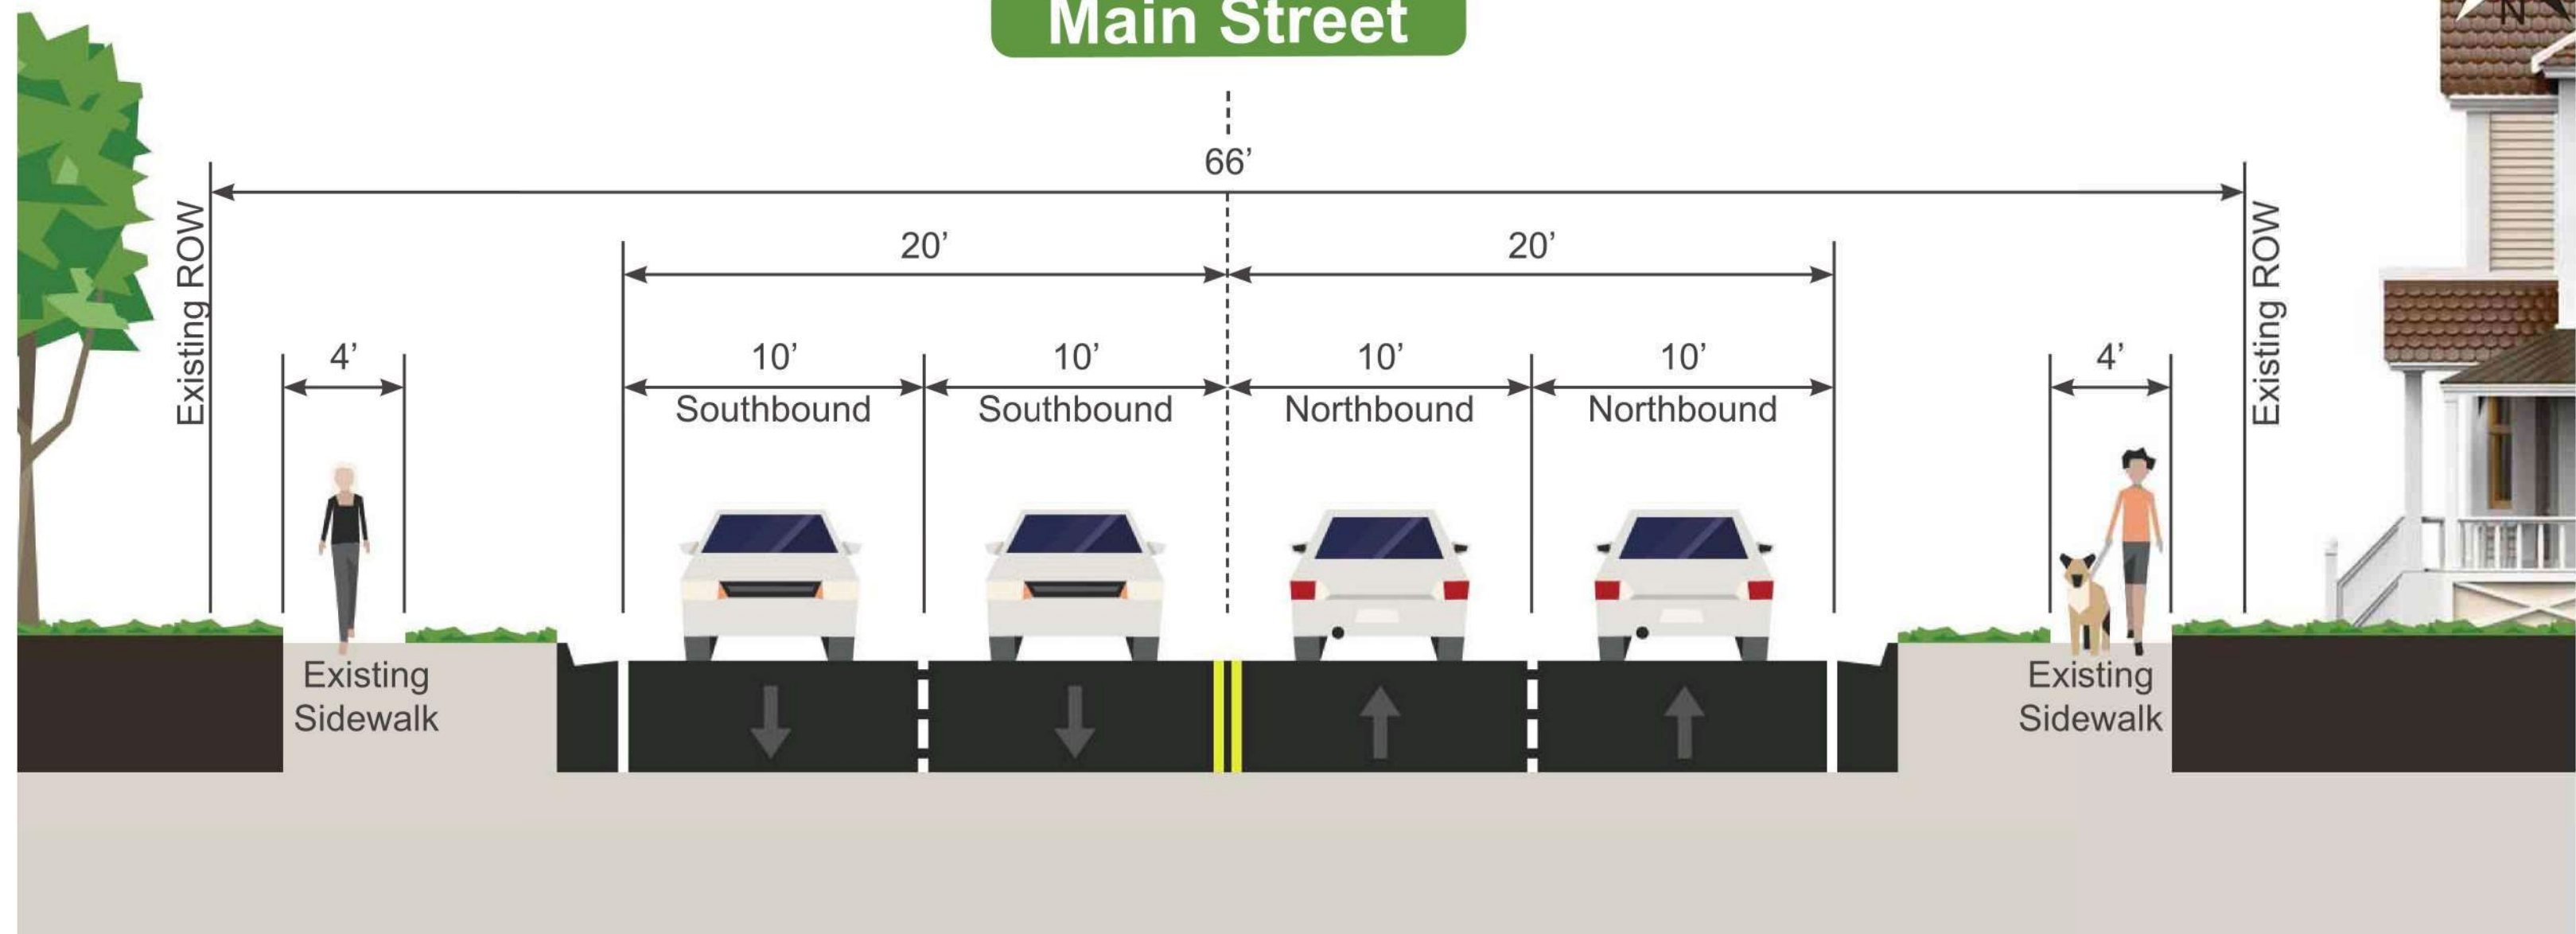 Main Street
N
66’
20’ 20’
Existing ROW
Existing ROW
4’ 10’ 10’ 10’ 10’ 4’
Southbound Southbound Northbound Northbound
Existing
Sidewalk
Existing
Sidewalk